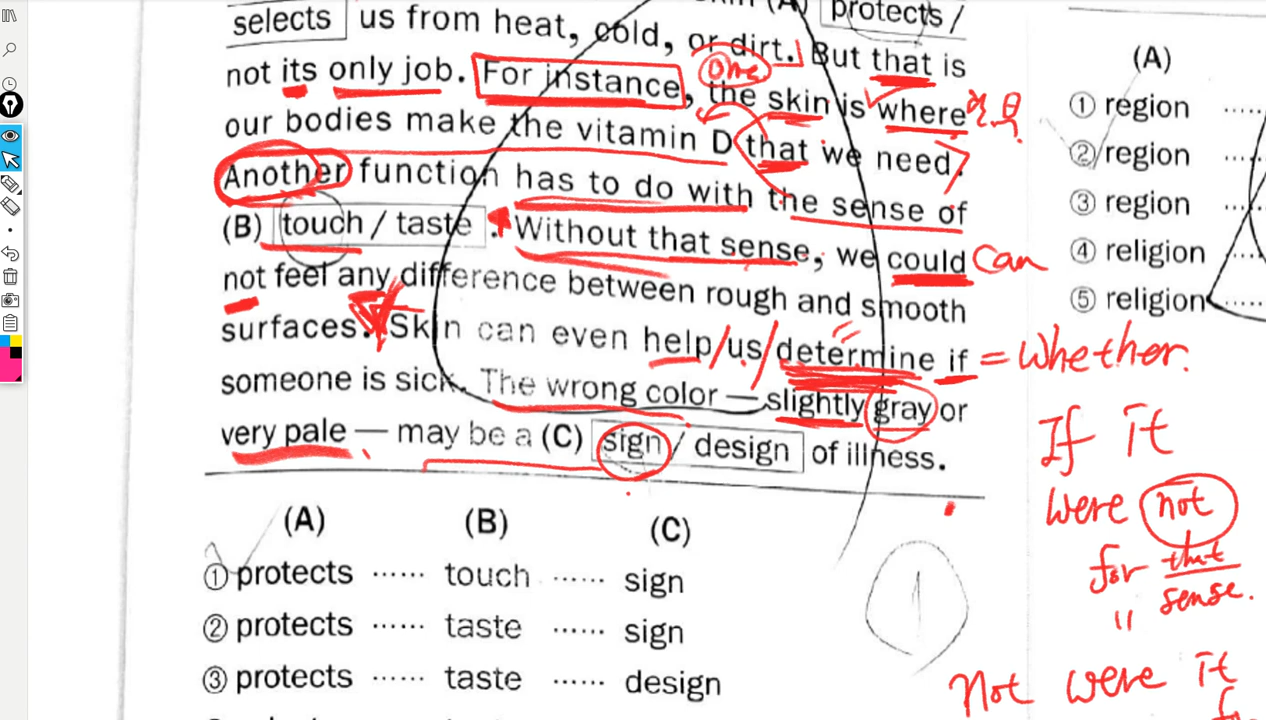 (A) protects /
selects us from heat, cold, or dirt. But that is
not its only job. For instance, the skin is where
one
our bodies make the vitamin D that we need.
Another function has to do with the sense of
(B) touch / taste . Without that sense, we could
can
not feel any difference between rough and smooth
surfaces. Skin can even help us determine if
= whether.
someone is sick. The wrong color — slightly gray or
very pale — may be a (C) sign / design of illness.
If it
were not
for that
sense.
"
Not were it
(A) (B) (C)
① protects ······ touch ······ sign
② protects ······ taste ······ sign
③ protects ······ taste ······ design
1
(A)
① region ······
② region ······
③ region ······
④ religion ······
⑤ religion ······